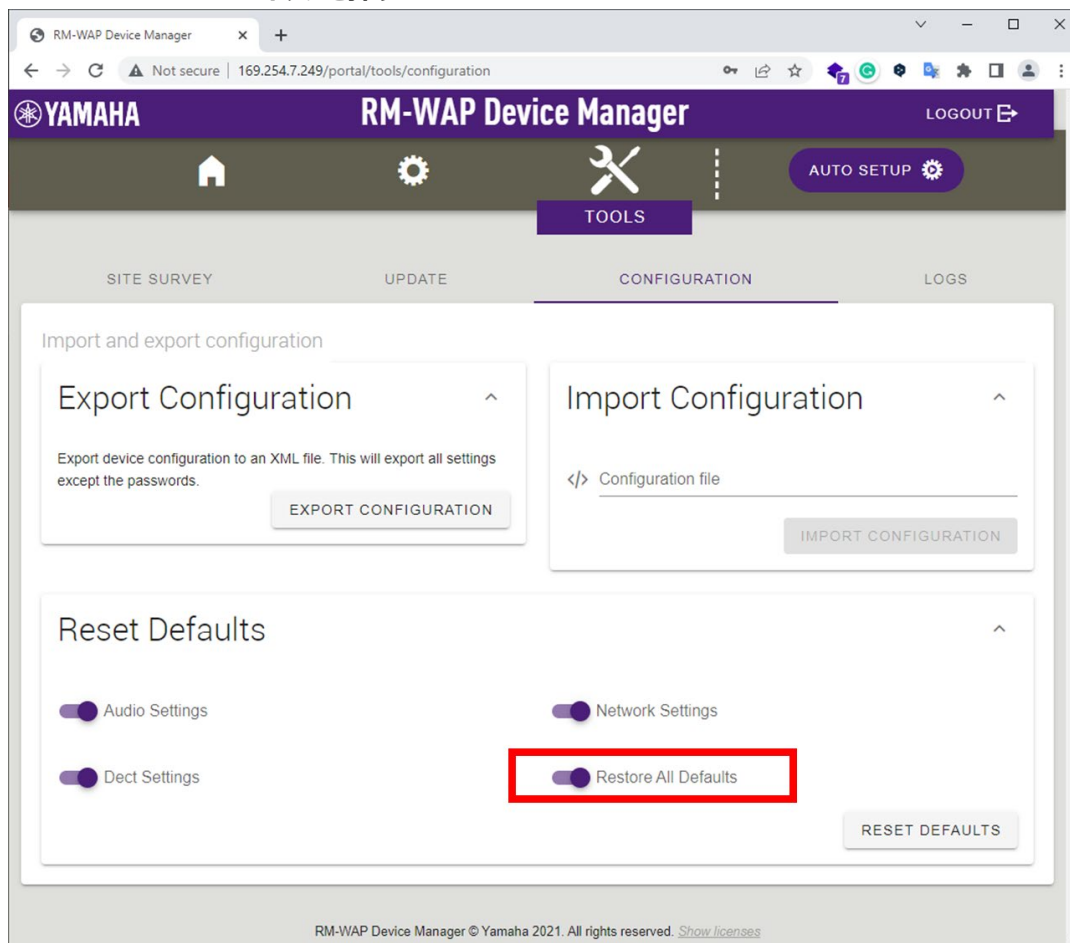 RM-WAP Device Manager
Not secure | 169.254.7.249/portal/tools/configuration
7
YAMAHA RM-WAP Device Manager LOGOUT
AUTO SETUP
TOOLS
SITE SURVEY UPDATE CONFIGURATION LOGS
Import and export configuration
Export Configuration
Export device configuration to an XML file. This will export all settings
except the passwords.
EXPORT CONFIGURATION
Import Configuration
</> Configuration file
IMPORT CONFIGURATION
Reset Defaults
Audio Settings Network Settings
Dect Settings Restore All Defaults
RESET DEFAULTS
RM-WAP Device Manager © Yamaha 2021. All rights reserved. Show licenses